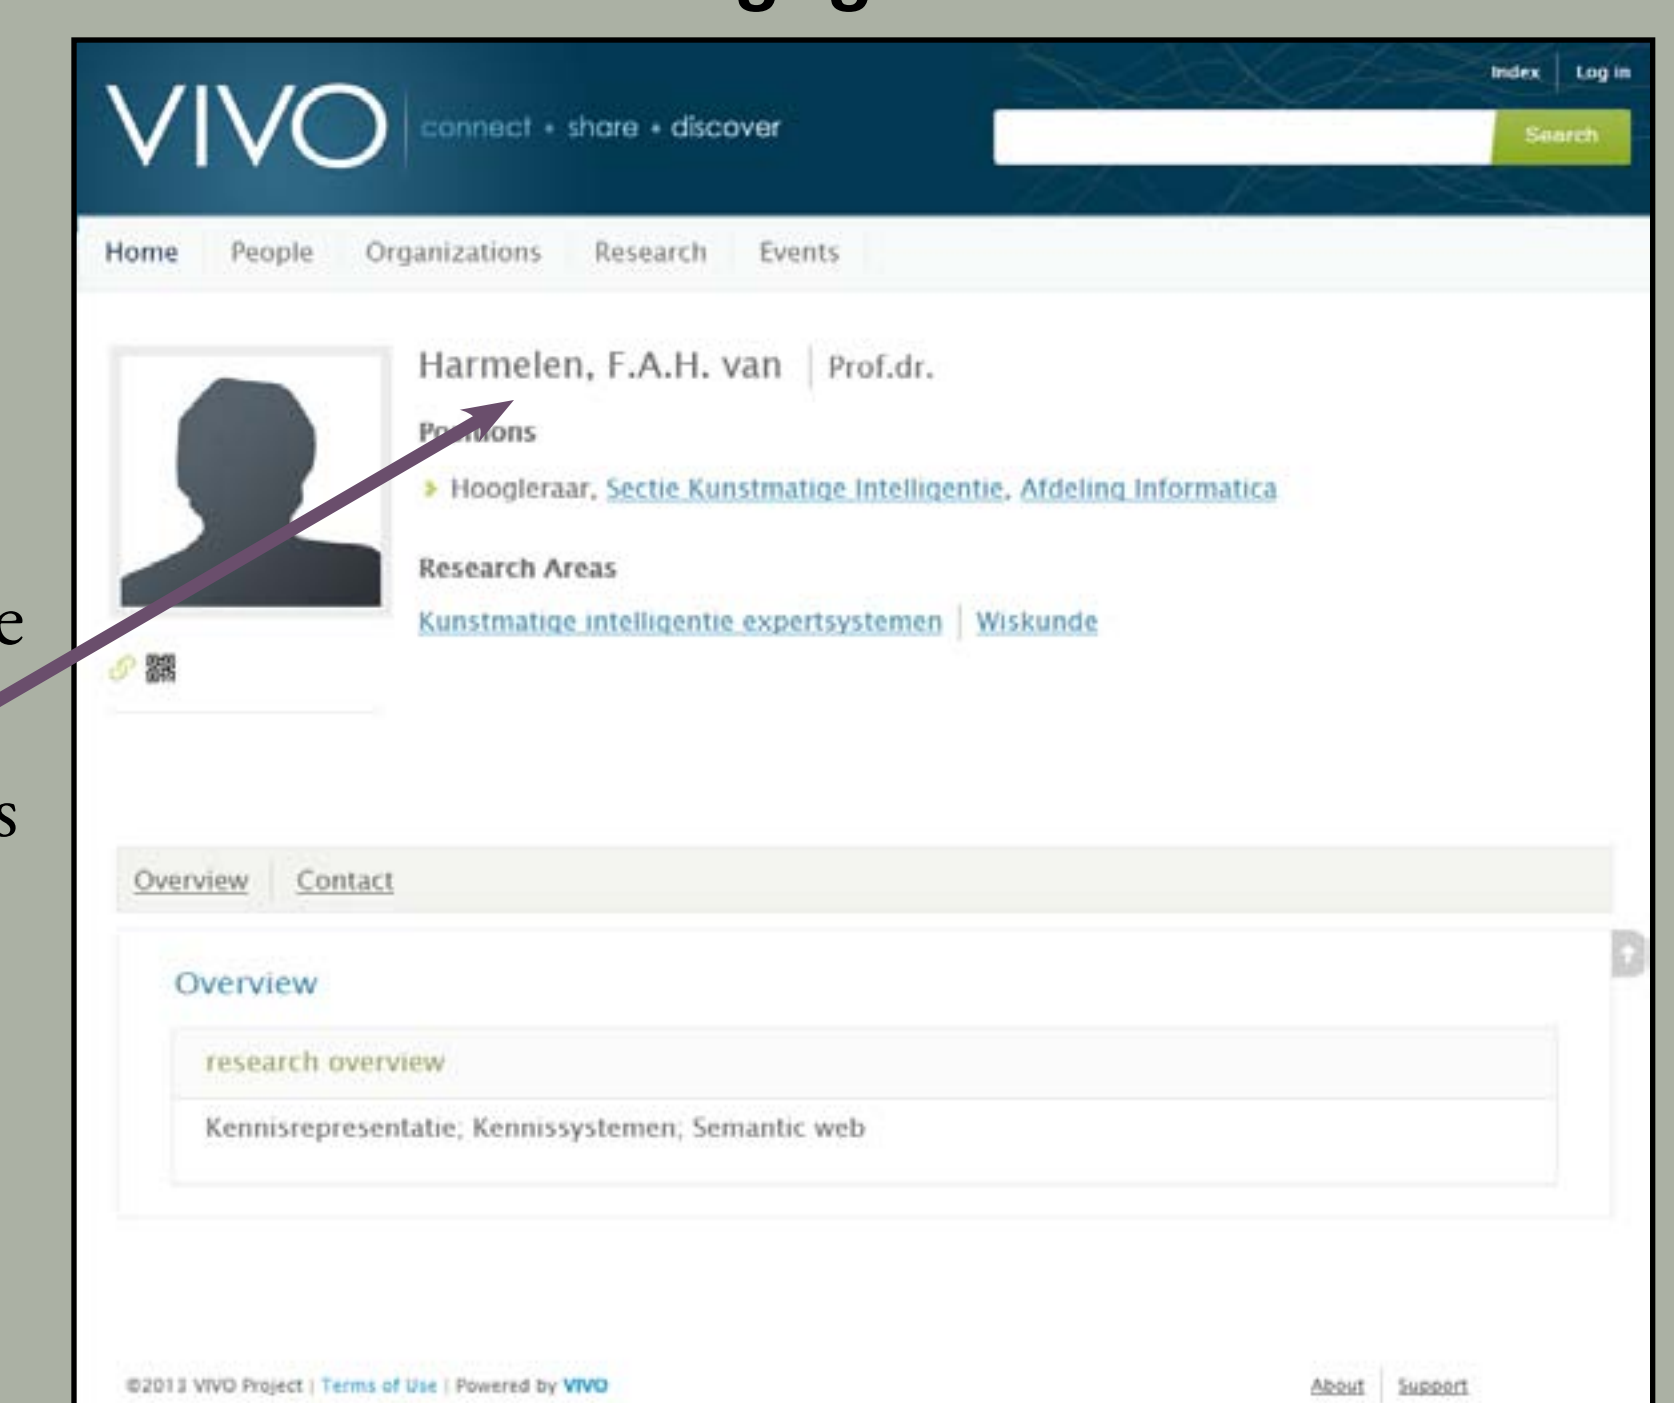 VIVO connect • share • discover
Index Log in
Search
Home People Organizations Research Events
Harmelen, F.A.H. van Prof.dr.
Positions
Hoogleraar, Sectie Kunstmatige Intelligentie, Afdeling Informatica
Research Areas
Kunstmatige intelligentie expertsystemen Wiskunde
e
s
Overview Contact
Overview
research overview
Kennisrepresentatie; Kennissystemen; Semantic web
©2013 VIVO Project | Terms of Use | Powered by VIVO
About Support